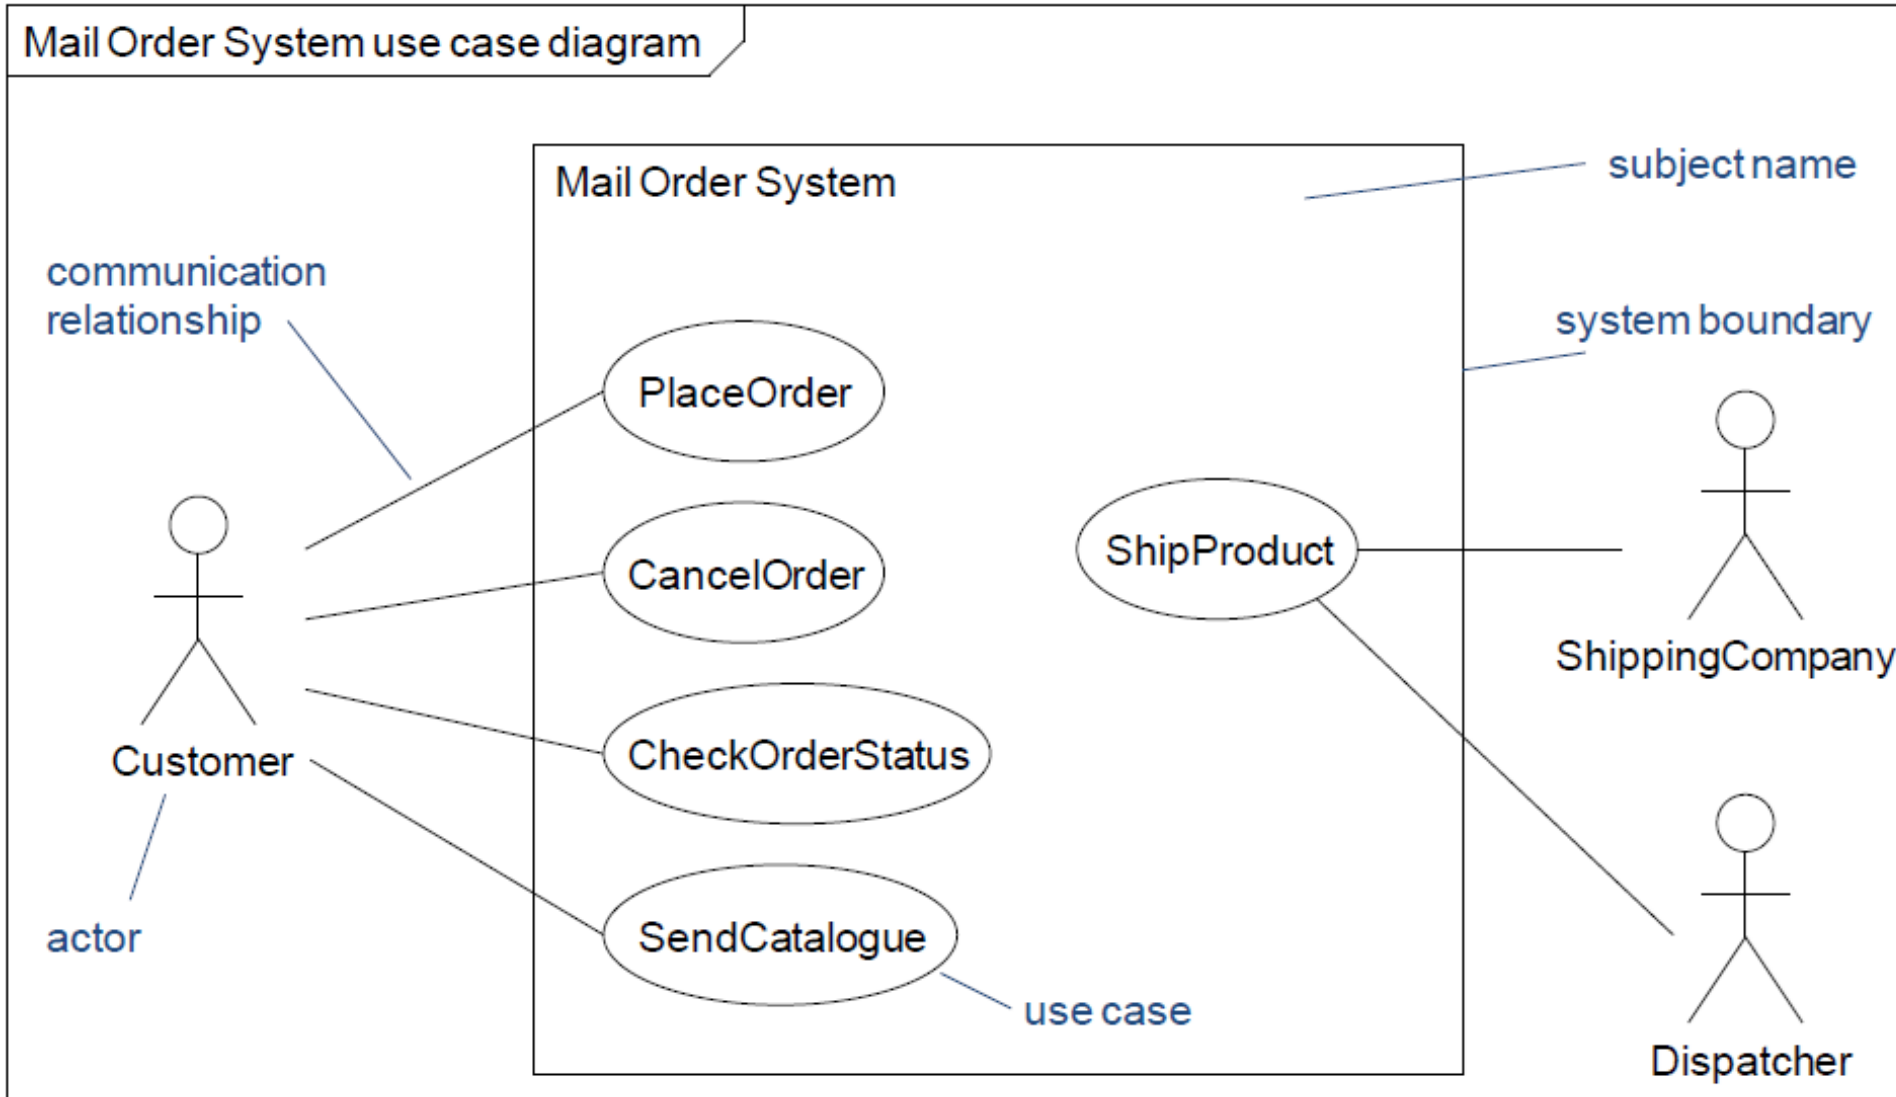 Mail Order System use case diagram
Mail Order System
subject name
communication
relationship
system boundary
PlaceOrder
CancelOrder
ShipProduct
ShippingCompany
CheckOrderStatus
Customer
actor
SendCatalogue
use case
Dispatcher